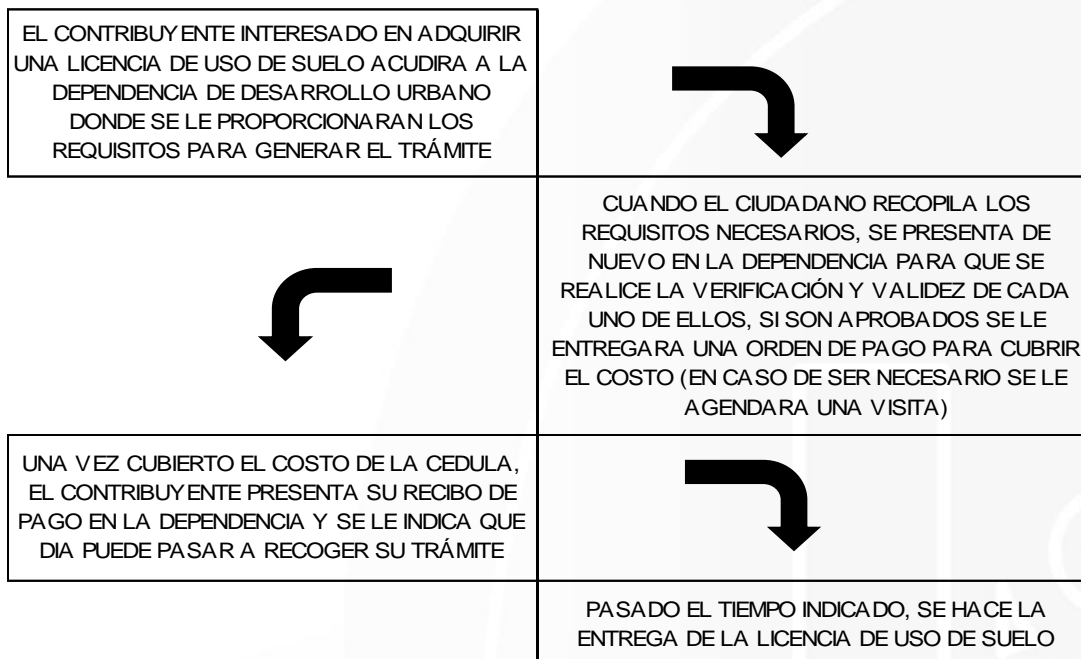 EL CONTRIBUYENTE INTERESADO EN ADQUIRIR
UNA LICENCIA DE USO DE SUELO ACUDIRA A LA
DEPENDENCIA DE DESARROLLO URBANO
DONDE SE LE PROPORCIONARAN LOS
REQUISITOS PARA GENERAR EL TRÁMITE
CUANDO EL CIUDADANO RECOPILA LOS
REQUISITOS NECESARIOS, SE PRESENTA DE
NUEVO EN LA DEPENDENCIA PARA QUE SE
REALICE LA VERIFICACIÓN Y VALIDEZ DE CADA
UNO DE ELLOS, SI SON APROBADOS SE LE
ENTREGARA UNA ORDEN DE PAGO PARA CUBRIR
EL COSTO (EN CASO DE SER NECESARIO SE LE
AGENDARA UNA VISITA)
UNA VEZ CUBIERTO EL COSTO DE LA CEDULA,
EL CONTRIBUYENTE PRESENTA SU RECIBO DE
PAGO EN LA DEPENDENCIA Y SE LE INDICA QUE
DIA PUEDE PASAR A RECOGER SU TRÁMITE
PASADO EL TIEMPO INDICADO, SE HACE LA
ENTREGA DE LA LICENCIA DE USO DE SUELO